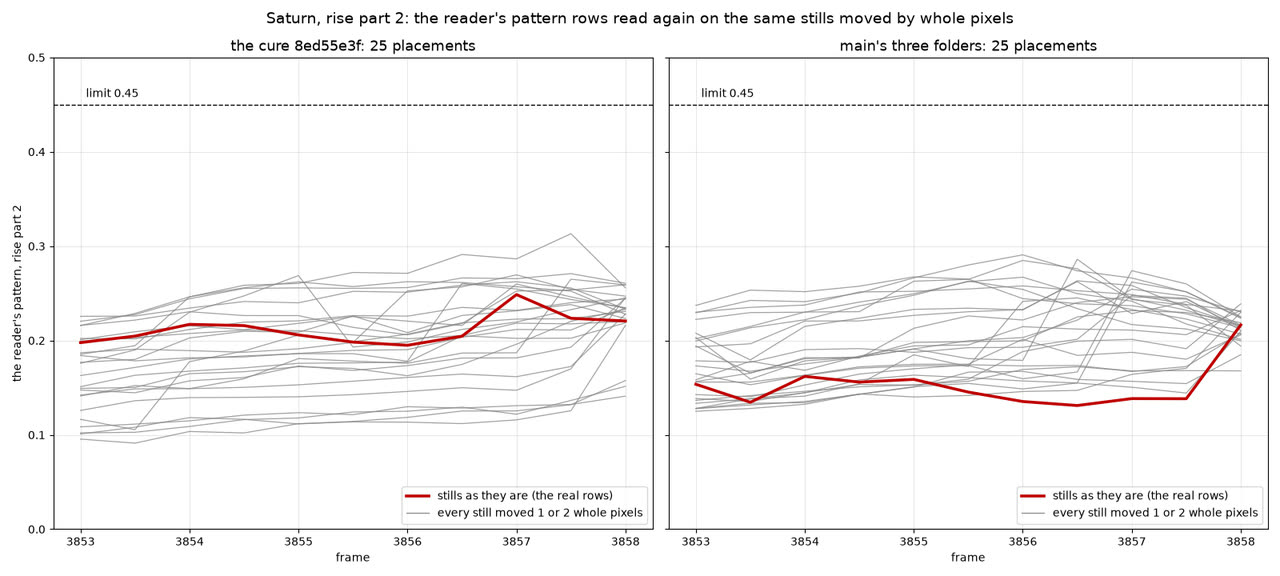 Saturn, rise part 2: the reader's pattern rows read again on the same stills moved by whole pixels
the cure 8ed55e3f: 25 placements
main's three folders: 25 placements
the reader's pattern, rise part 2
0.5
0.4
0.3
0.2
0.1
0.0
limit 0.45
limit 0.45
stills as they are (the real rows)
every still moved 1 or 2 whole pixels
stills as they are (the real rows)
every still moved 1 or 2 whole pixels
3853 3854 3855 3856 3857 3858
3853 3854 3855 3856 3857 3858
frame
frame